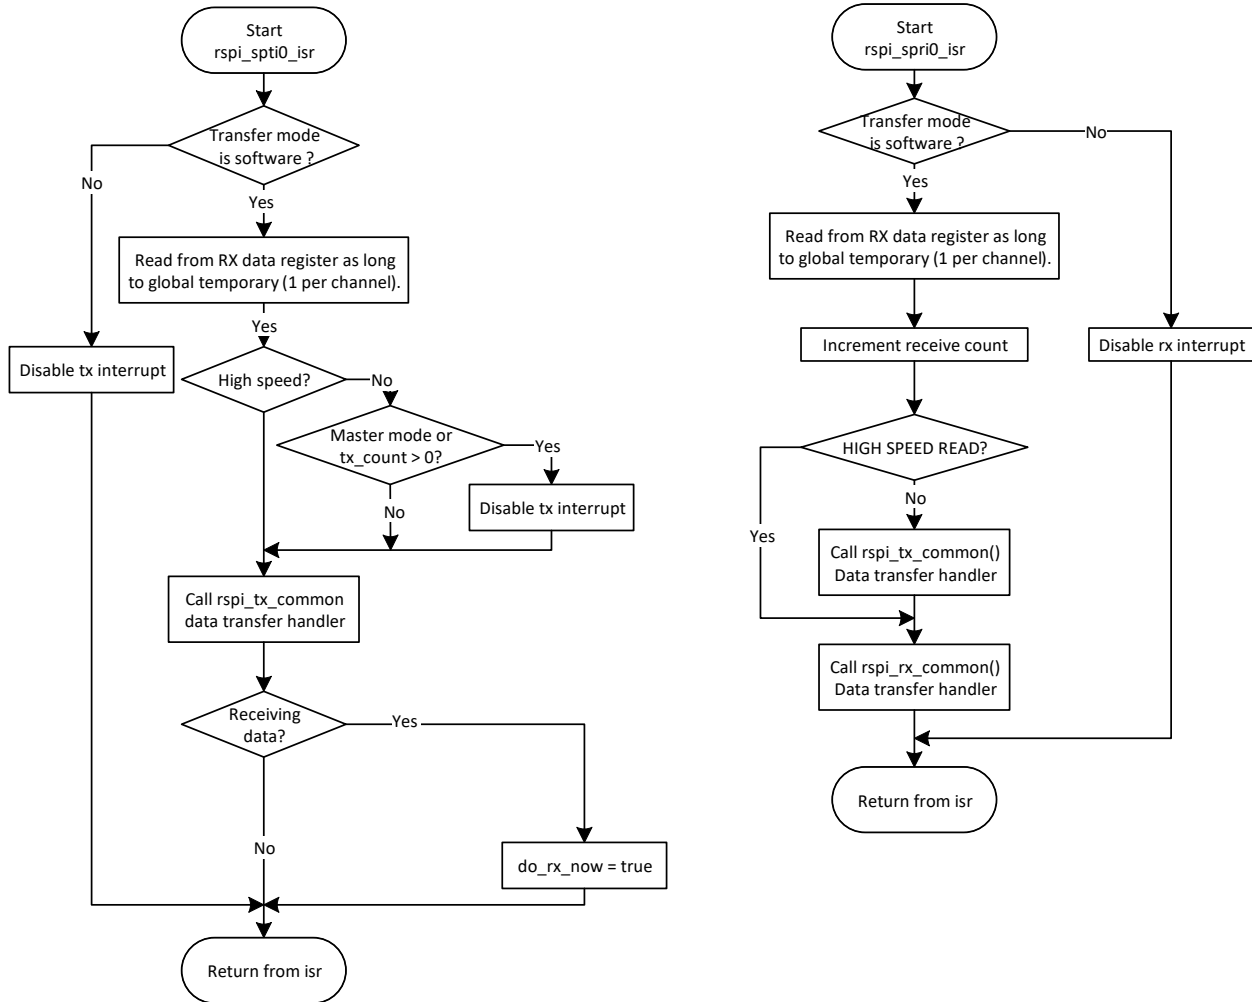 Start
rspi_spti0_isr
Transfer mode
is software ?
No
Yes
Read from RX data register as long
to global temporary (1 per channel).
Yes
Disable tx interrupt
High speed?
No
Master mode or
tx_count > 0?
Yes
No
Disable tx interrupt
Call rspi_tx_common
data transfer handler
Receiving
data?
Yes
No
do_rx_now = true
Return from isr
Start
rspi_spri0_isr
Transfer mode
is software ?
No
Yes
Read from RX data register as long
to global temporary (1 per channel).
Increment receive count
Disable rx interrupt
HIGH SPEED READ?
No
Yes
Call rspi_tx_common()
Data transfer handler
Call rspi_rx_common()
Data transfer handler
Return from isr